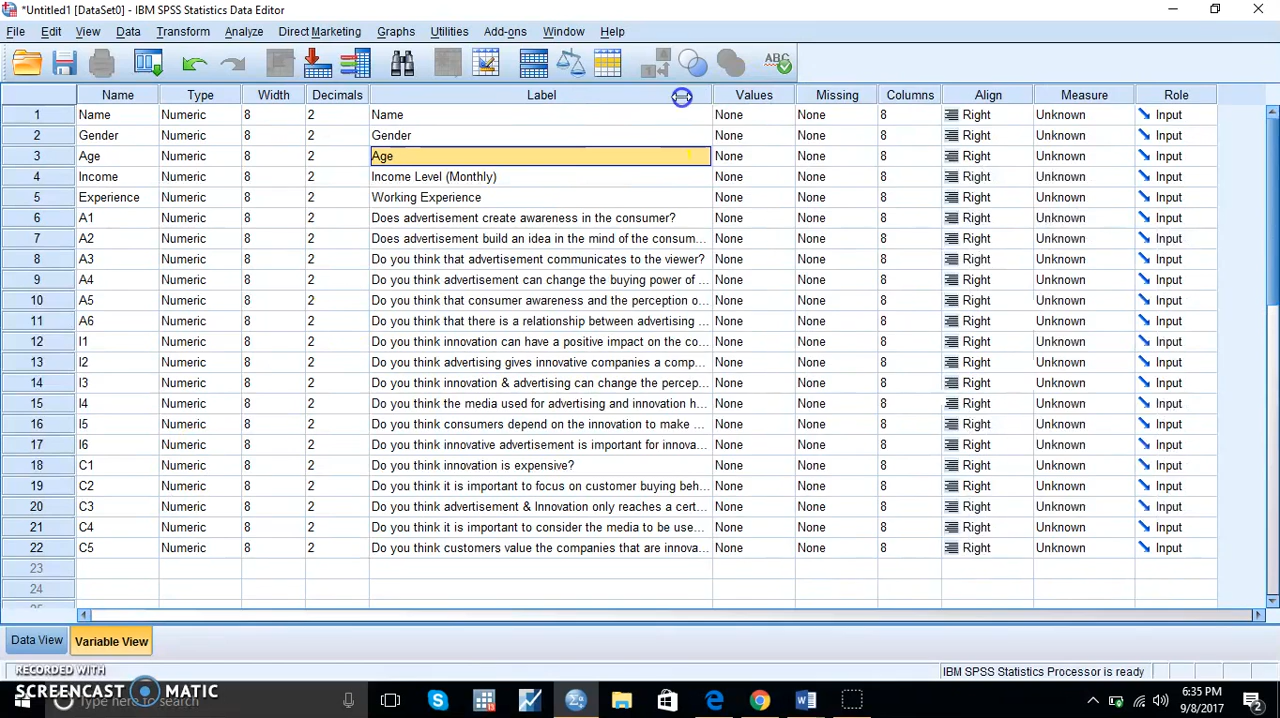 *Untitled1 [DataSet0] - IBM SPSS Statistics Data Editor
File Edit View Data Transform Analyze Direct Marketing Graphs Utilities Add-ons Window Help
ABC
Name Type Width Decimals Label Values Missing Columns Align Measure Role
1 Name Numeric 8 2 Name None None 8 Right Unknown Input
2 Gender Numeric 8 2 Gender None None 8 Right Unknown Input
3 Age Numeric 8 2 Age None None 8 Right Unknown Input
4 Income Numeric 8 2 Income Level (Monthly) None None 8 Right Unknown Input
5 Experience Numeric 8 2 Working Experience None None 8 Right Unknown Input
6 A1 Numeric 8 2 Does advertisement create awareness in the consumer? None None 8 Right Unknown Input
7 A2 Numeric 8 2 Does advertisement build an idea in the mind of the consum... None None 8 Right Unknown Input
8 A3 Numeric 8 2 Do you think that advertisement communicates to the viewer? None None 8 Right Unknown Input
9 A4 Numeric 8 2 Do you think advertisement can change the buying power of ... None None 8 Right Unknown Input
10 A5 Numeric 8 2 Do you think that consumer awareness and the perception o... None None 8 Right Unknown Input
11 A6 Numeric 8 2 Do you think that there is a relationship between advertising ... None None 8 Right Unknown Input
12 I1 Numeric 8 2 Do you think innovation can have a positive impact on the co... None None 8 Right Unknown Input
13 I2 Numeric 8 2 Do you think advertising gives innovative companies a comp... None None 8 Right Unknown Input
14 I3 Numeric 8 2 Do you think innovation & advertising can change the percep... None None 8 Right Unknown Input
15 I4 Numeric 8 2 Do you think the media used for advertising and innovation h... None None 8 Right Unknown Input
16 I5 Numeric 8 2 Do you think consumers depend on the innovation to make ... None None 8 Right Unknown Input
17 I6 Numeric 8 2 Do you think innovative advertisement is important for innova... None None 8 Right Unknown Input
18 C1 Numeric 8 2 Do you think innovation is expensive? None None 8 Right Unknown Input
19 C2 Numeric 8 2 Do you think it is important to focus on customer buying beh... None None 8 Right Unknown Input
20 C3 Numeric 8 2 Do you think advertisement & Innovation only reaches a cert... None None 8 Right Unknown Input
21 C4 Numeric 8 2 Do you think it is important to consider the media to be use... None None 8 Right Unknown Input
22 C5 Numeric 8 2 Do you think customers value the companies that are innova... None None 8 Right Unknown Input
23
24
Data View Variable View
IBM SPSS Statistics Processor is ready
RECORDED WITH
SCREENCAST MATIC
Type here to search
6:35 PM
9/8/2017
2